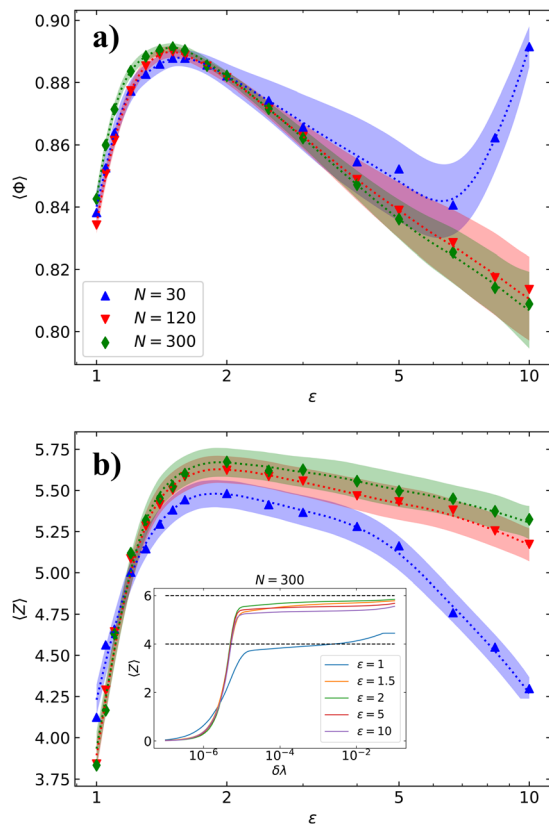 0.90
a)
0.88
0.86
⟨Φ⟩
0.84
0.82
0.80
N = 30
N = 120
N = 300
1 2 5 10
ε
5.75
b)
5.50
5.25
5.00
⟨Z⟩
4.75
4.50
4.25
4.00
3.75
N = 300
6
4
⟨Z⟩
2
0
ε = 1
ε = 1.5
ε = 2
ε = 5
ε = 10
10⁻⁶ 10⁻⁴ 10⁻²
δλ
1 2 5 10
ε